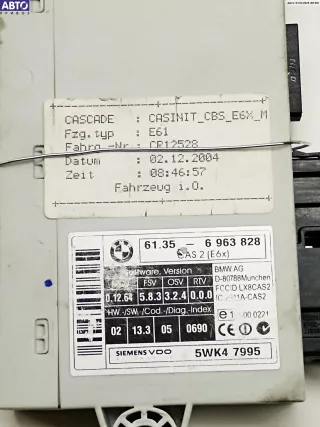 АВТО
CASCADE : CASINIT_CBS_E6X_M
Fzg.typ : E61
Fahrg.-Nr: CR12528
Datum : 02.12.2004
Zeit : 08:46:57
Fahrzeug i.O.
61.35 - 6 963 828
CAS 2 (E6x)
Software, Version
FSV OSV RTV
0.12.64 5.8.3 3.2.4 0.0.0
HW-/SW-/Cod-/Diag.-Index
02 13.3 05 0690
BMW AG
D-80788 Munchen
FCC ID LX8CAS2
SIEMENS VDO 5WK4 7995